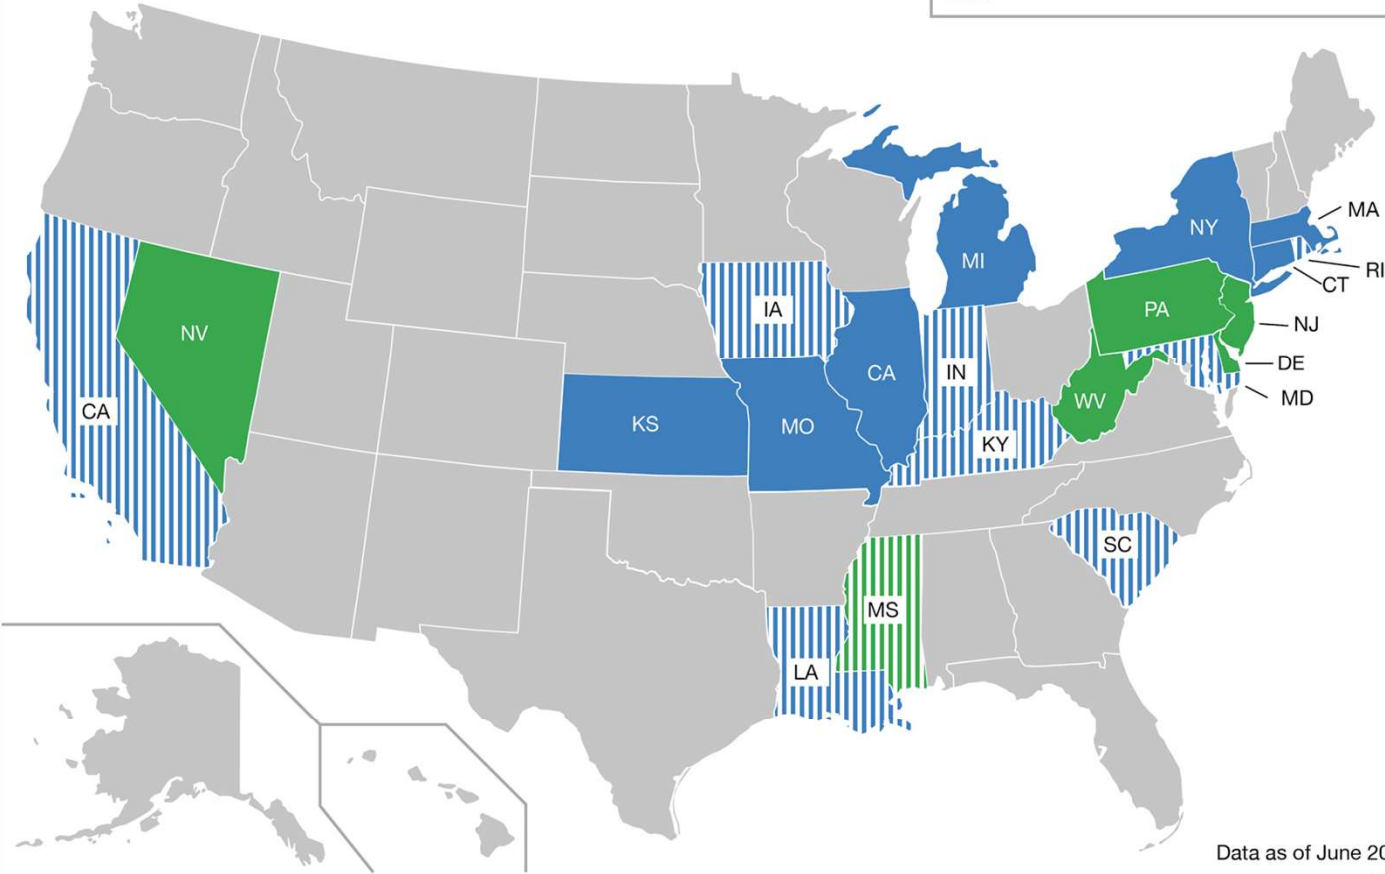 MA
NY
RI
MI
CT
IA
PA
NJ
NV
DE
CA
IN
WV
MD
CA
KS
MO
KY
SC
MS
LA
Data as of June 20